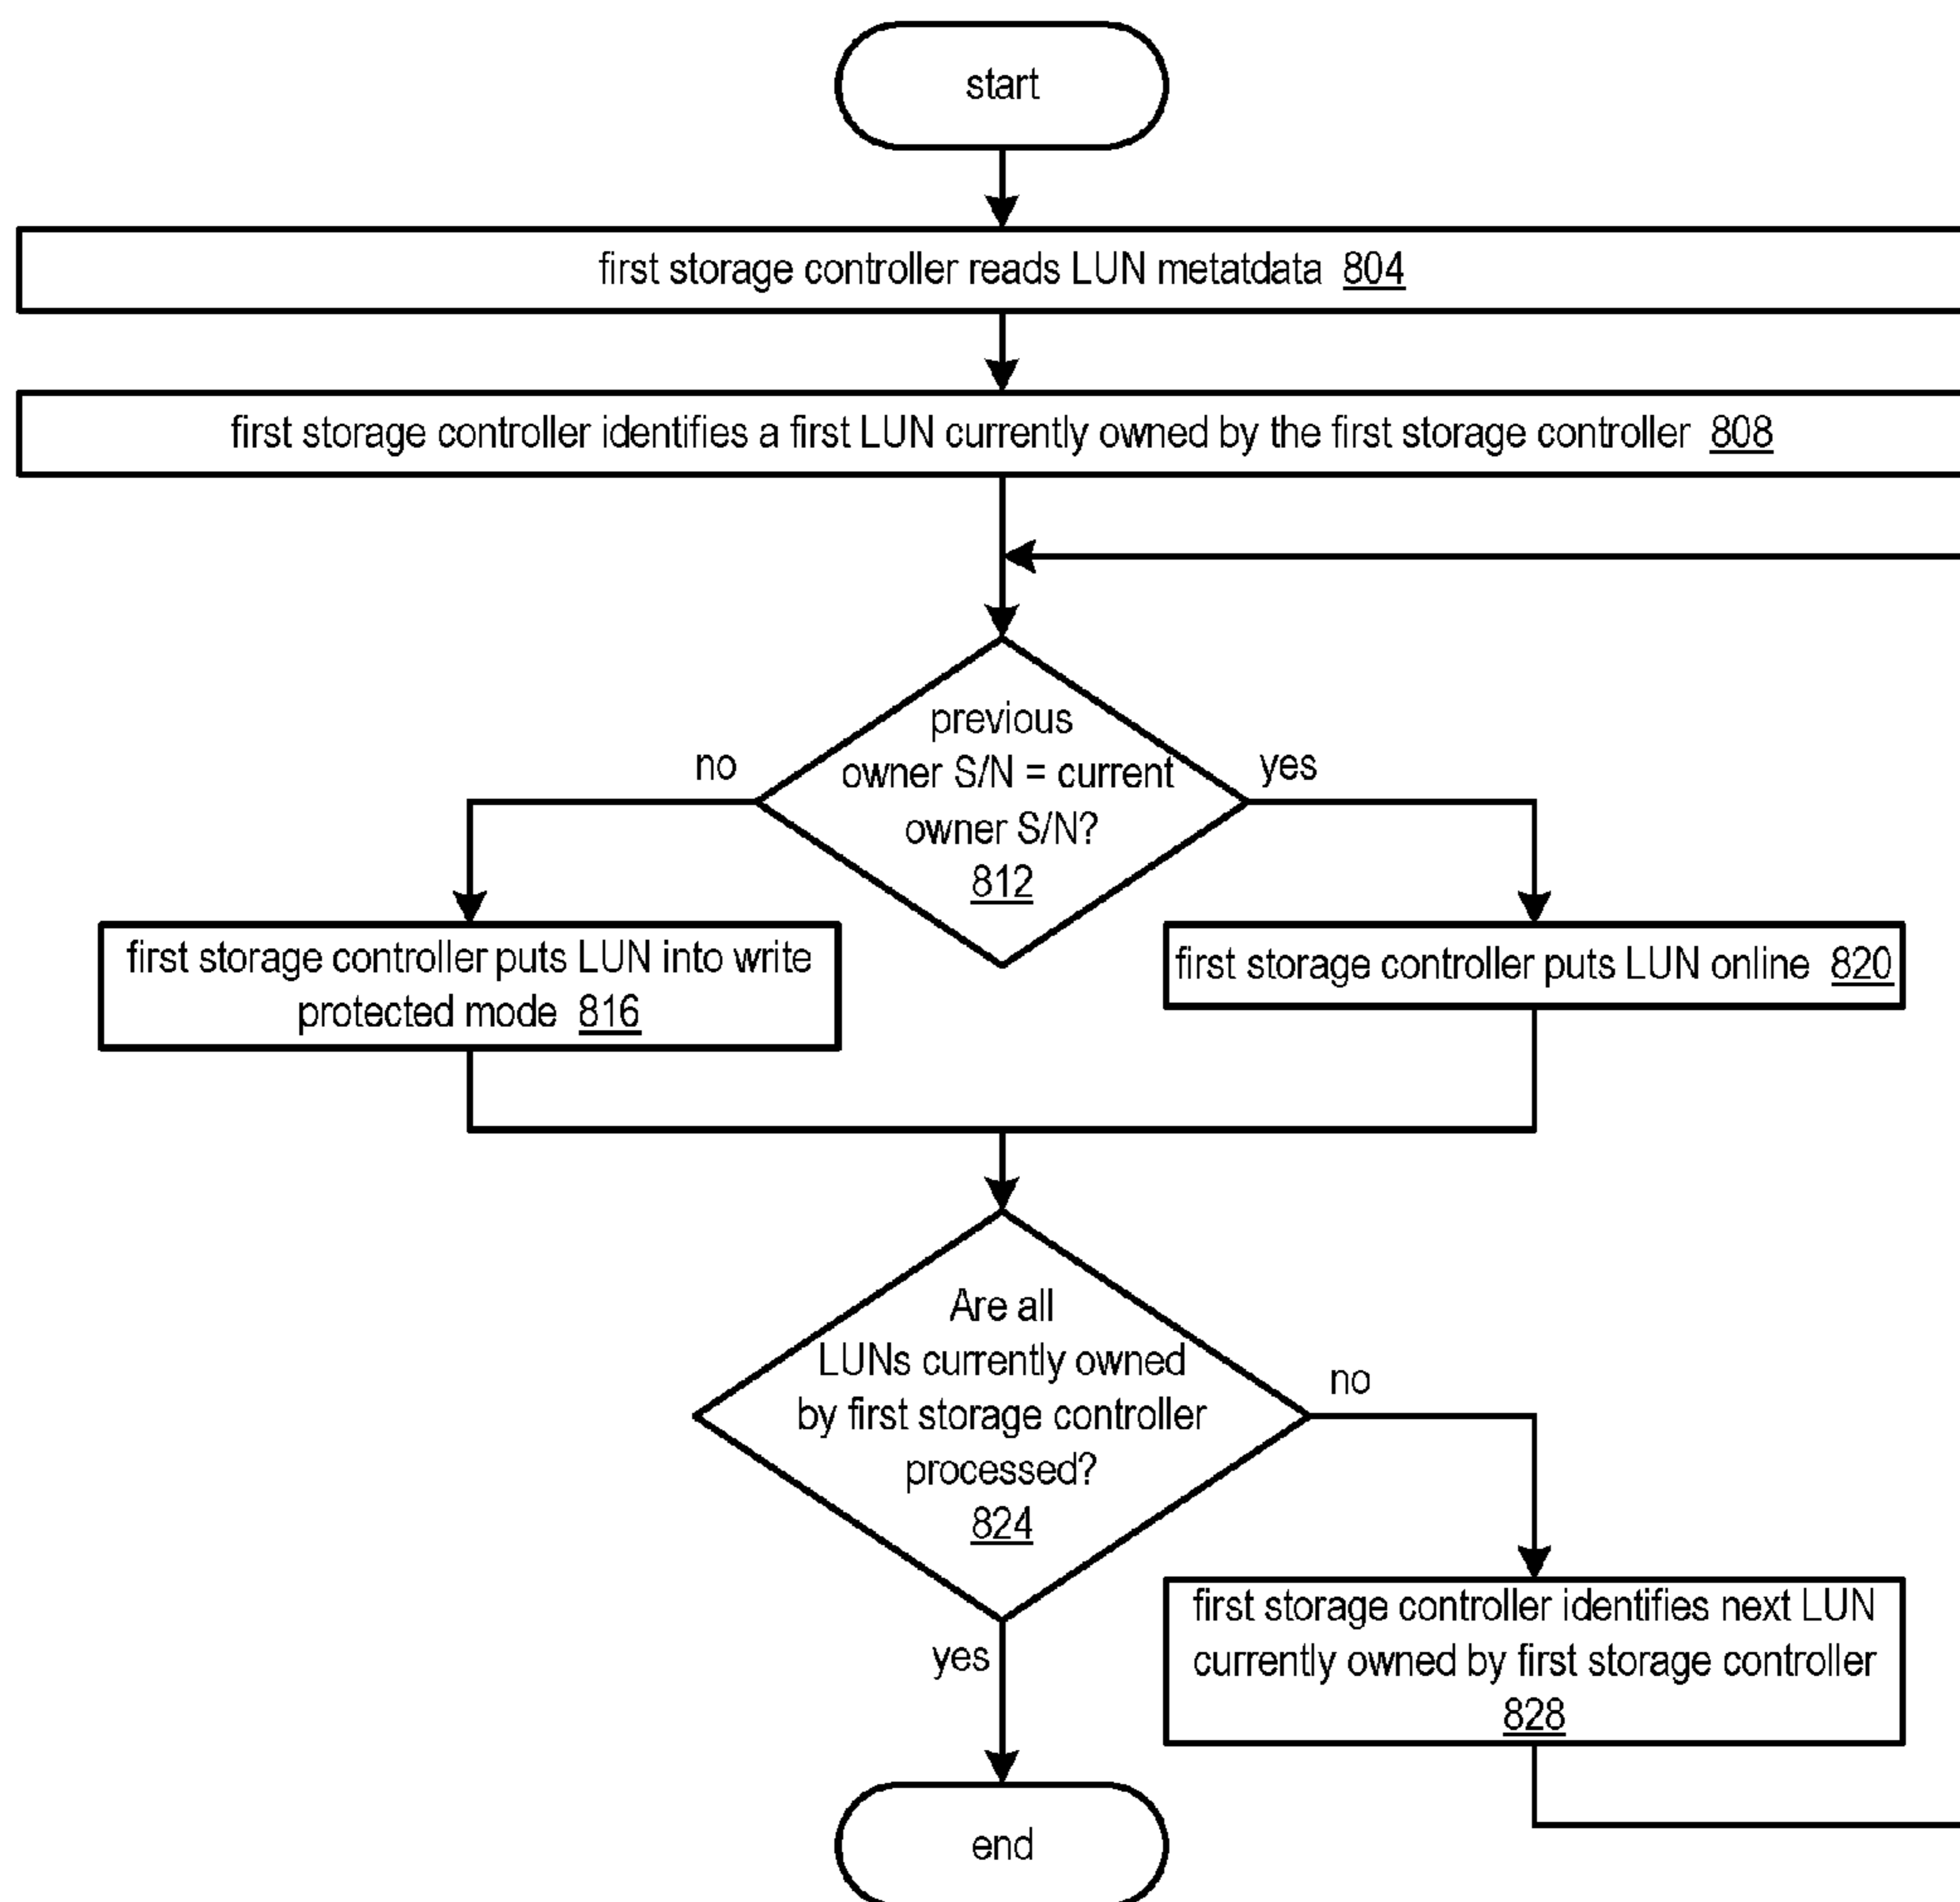 start
first storage controller reads LUN metatdata 804
first storage controller identifies a first LUN currently owned by the first storage controller 808
previous
owner S/N = current
owner S/N?
812
no
yes
first storage controller puts LUN into write
protected mode 816
first storage controller puts LUN online 820
Are all
LUNs currently owned
by first storage controller
processed?
824
no
yes
first storage controller identifies next LUN
currently owned by first storage controller
828
end